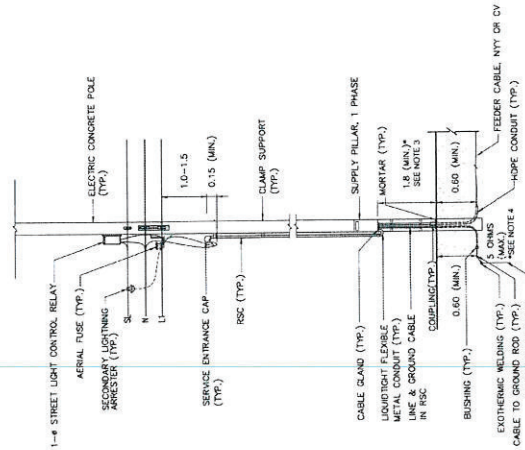 ELECTRIC CONCRETE POLE
(TYP.)
1.0-1.5
0.15 (MIN.)
CLAMP SUPPORT
(TYP.)
SUPPLY PILLAR, 1 PHASE
MORTAR (TYP.)
1.8 (MIN.)*
SEE NOTE 3
0.60 (MIN.)
FEEDER CABLE, NYY OR CV
HDPE CONDUIT (TYP.)
1-ø STREET LIGHT CONTROL RELAY
AERIAL FUSE (TYP.)
SECONDARY LIGHTNING
ARRESTER (TYP.)
SL
N
L1
SERVICE ENTRANCE CAP
(TYP.)
RSC (TYP.)
CABLE GLAND (TYP.)
LIQUIDTIGHT FLEXIBLE
METAL CONDUIT (TYP.)
LINE & GROUND CABLE
IN RSC
COUPLING(TYP.)
0.60 (MIN.)
BUSHING (TYP.)
5 OHMS
(MAX.)
*SEE NOTE 4
EXOTHERMIC WELDING (TYP.)
CABLE TO GROUND ROD (TYP.)